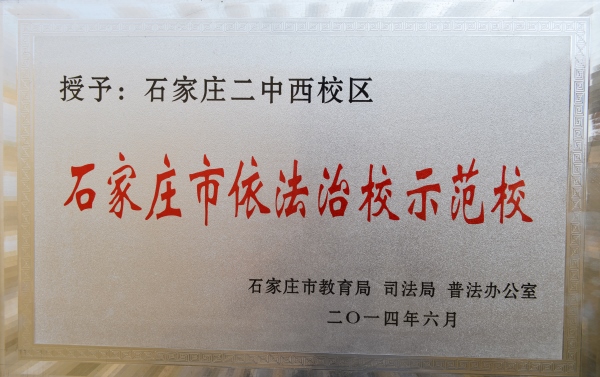 授予：石家庄二中西校区
石家庄市依法治校示范校
石家庄市教育局 司法局 普法办公室
二〇一四年六月